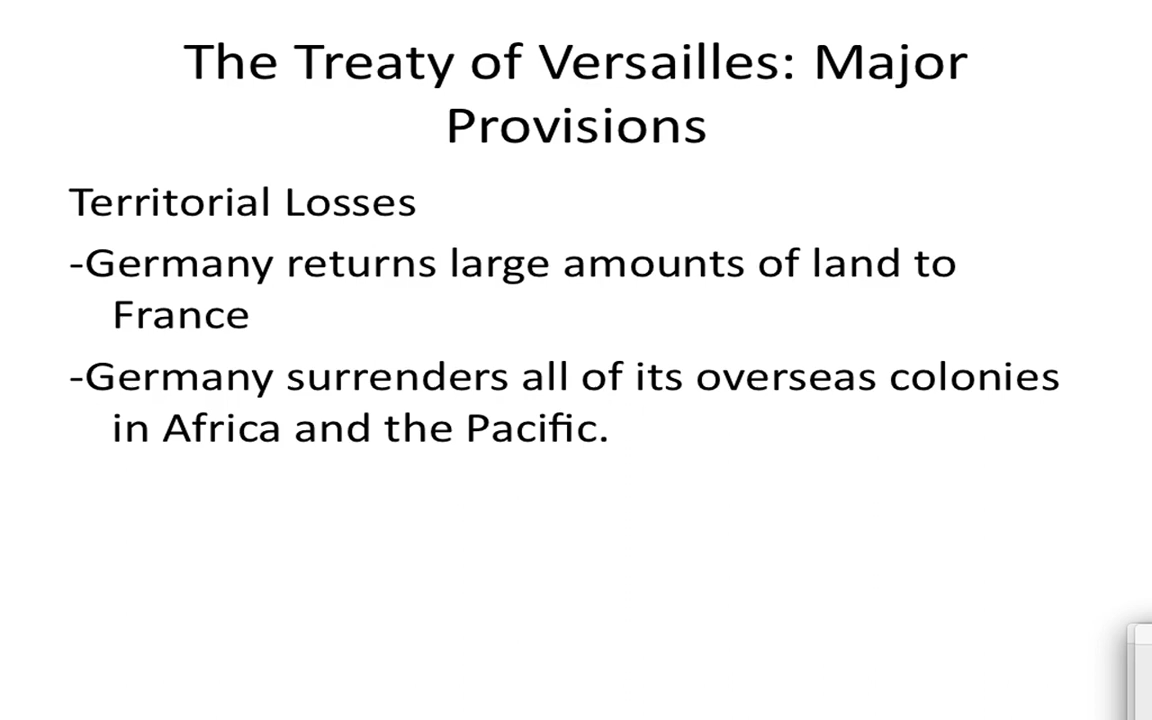 The Treaty of Versailles: Major
Provisions
Territorial Losses
-Germany returns large amounts of land to
France
-Germany surrenders all of its overseas colonies
in Africa and the Pacific.